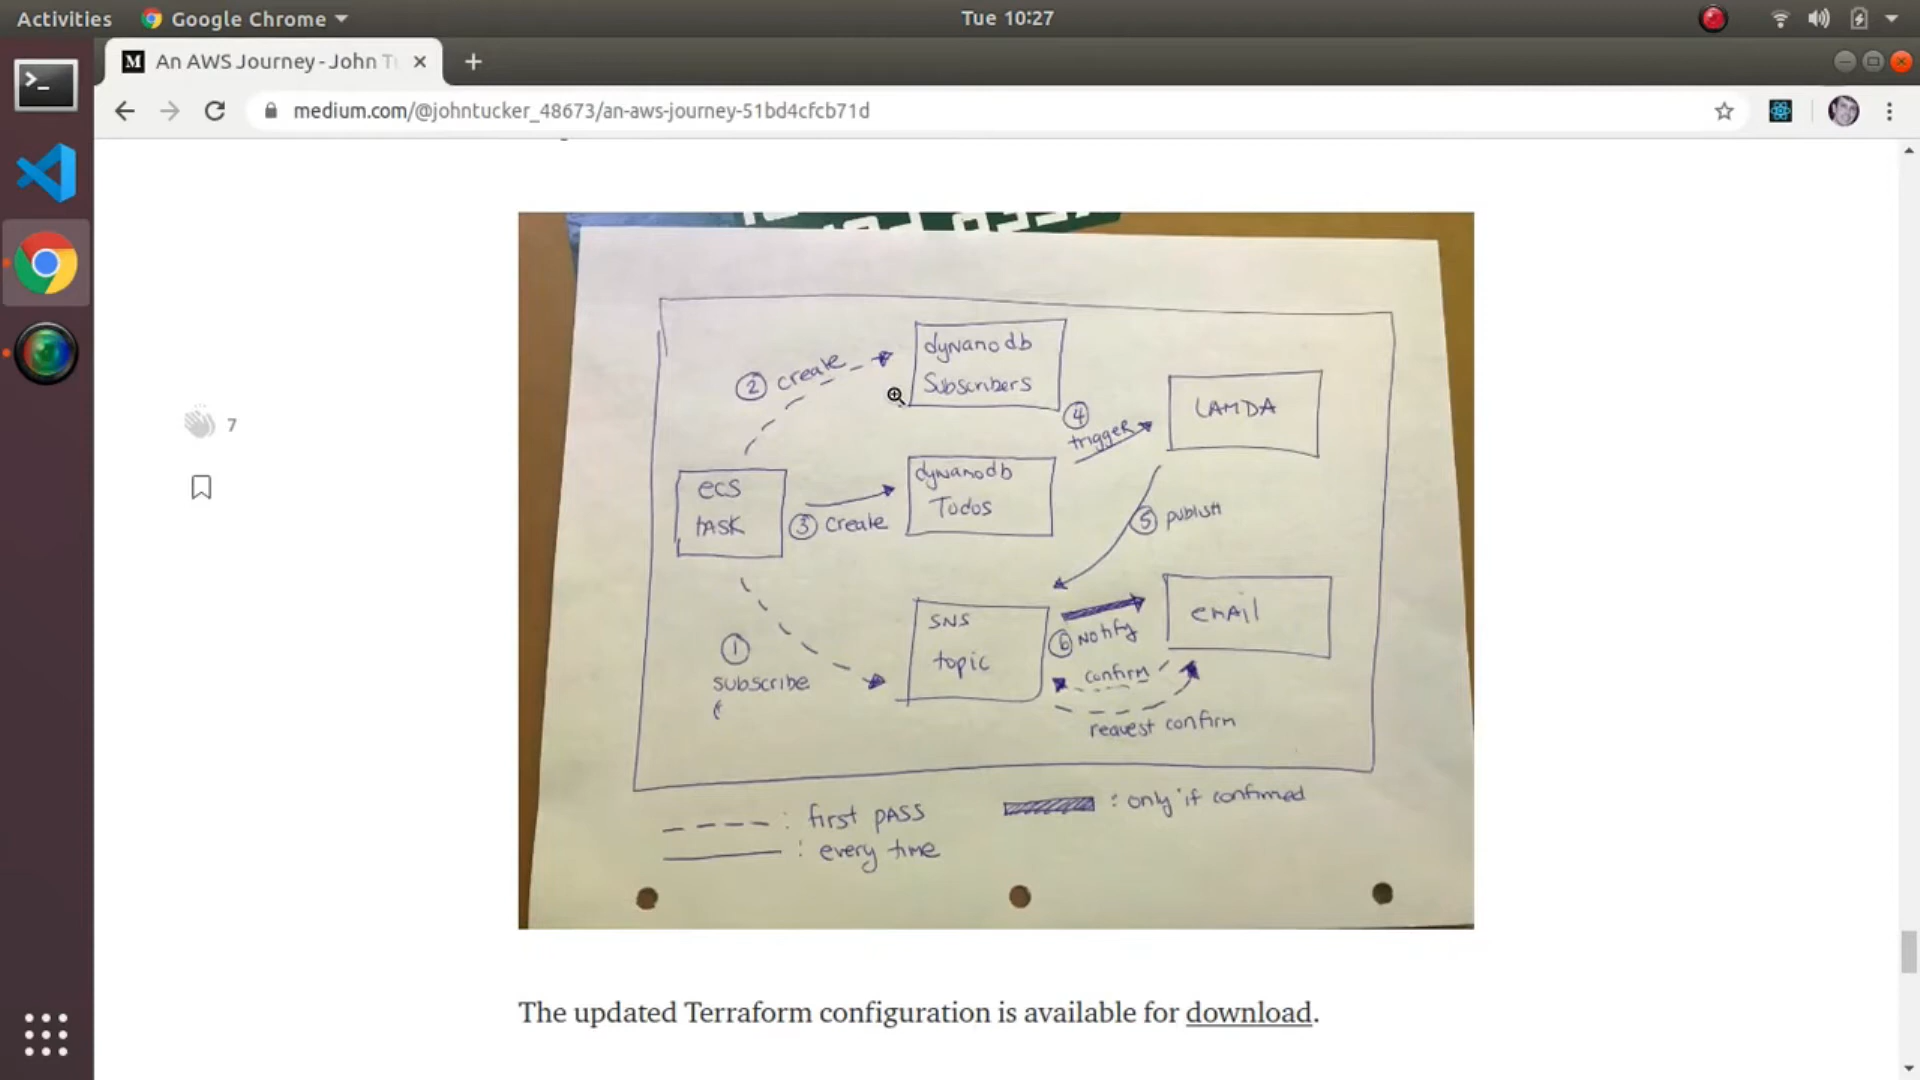 Activities
Google Chrome
Tue 10:27
An AWS Journey - John T
medium.com/@johntucker_48673/an-aws-journey-51bd4cfcb71d
dynanodb
Subscribers
② create
LAMDA
④
trigger
dynanodb
Todos
ecs
tASK
③ create
⑤ publish
SNS
topic
email
⑥ Notify
confirm
request confirm
①
subscribe
(
first pASS
: only if confirmed
: every time
7
The updated Terraform configuration is available for download.